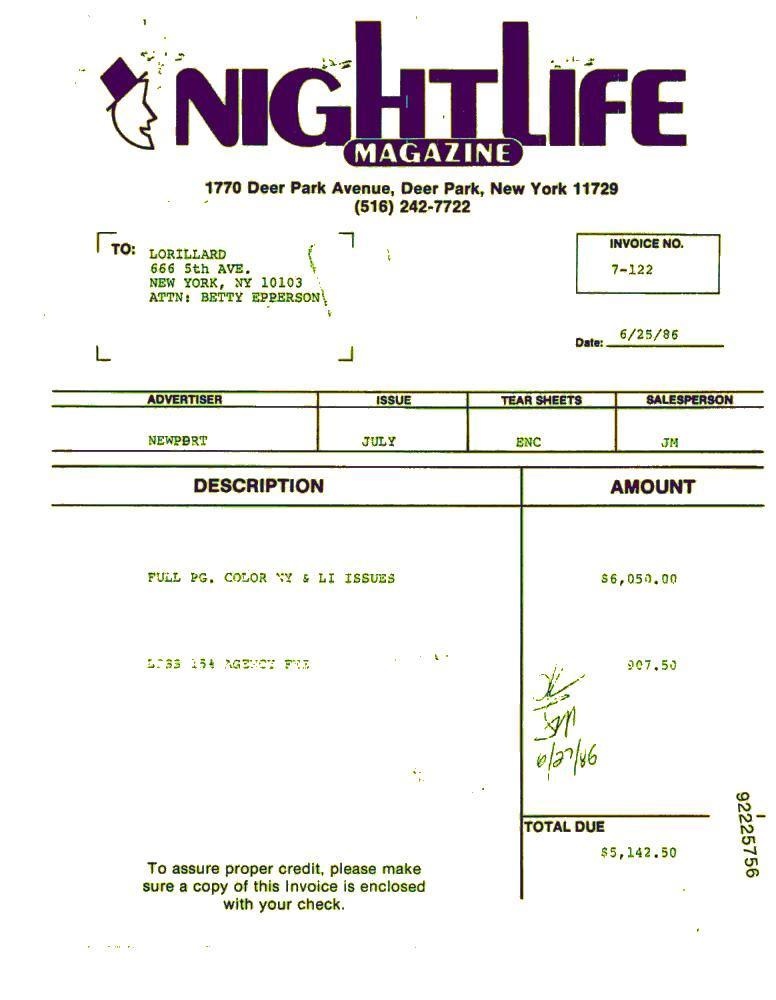 NIGHTLIFE
MAGAZINE
1770 Deer Park Avenue, Deer Park, New York 11729
(516) 242-7722
TO: LORILLARD
666 5th AVE.
NEW YORK, NY 10103
ATTN: BETTY EPPERSON
INVOICE NO.
7-122
Date: 6/25/86
ADVERTISER ISSUE TEAR SHEETS SALESPERSON
NEWPORT JULY ENC JM
DESCRIPTION AMOUNT
FULL PG. COLOR NY & LI ISSUES $6,050.00
LESS 15% AGENCY FEE 907.50
TOTAL DUE
$5,142.50
To assure proper credit, please make
sure a copy of this Invoice is enclosed
with your check.
92225756